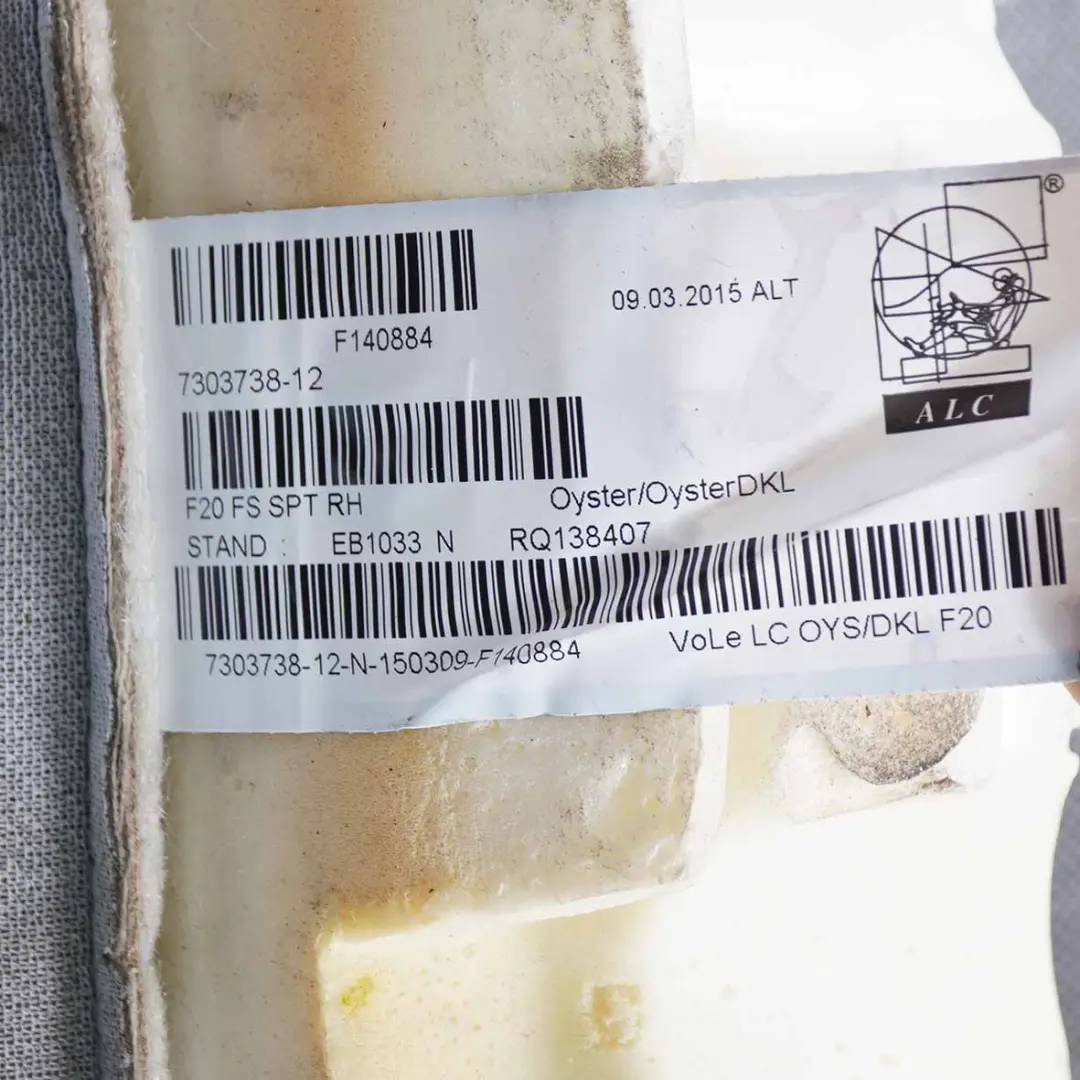 F140884
09.03.2015 ALT
®
ALC
7303738-12
F20 FS SPT RH
Oyster/OysterDKL
STAND : EB1033 N RQ138407
7303738-12-N-150309-F140884
VoLe LC OYS/DKL F20